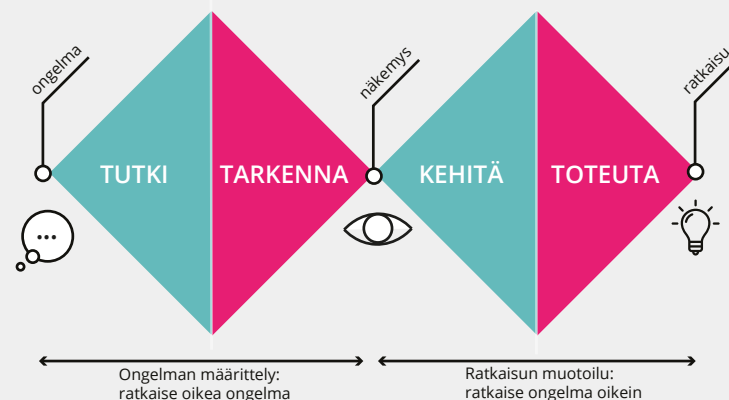 ongelma
näkemys
ratkaisu
TUTKI
TARKENNA
KEHITÄ
TOTEUTA
Ongelman määrittely:
ratkaise oikea ongelma
Ratkaisun muotoilu:
ratkaise ongelma oikein